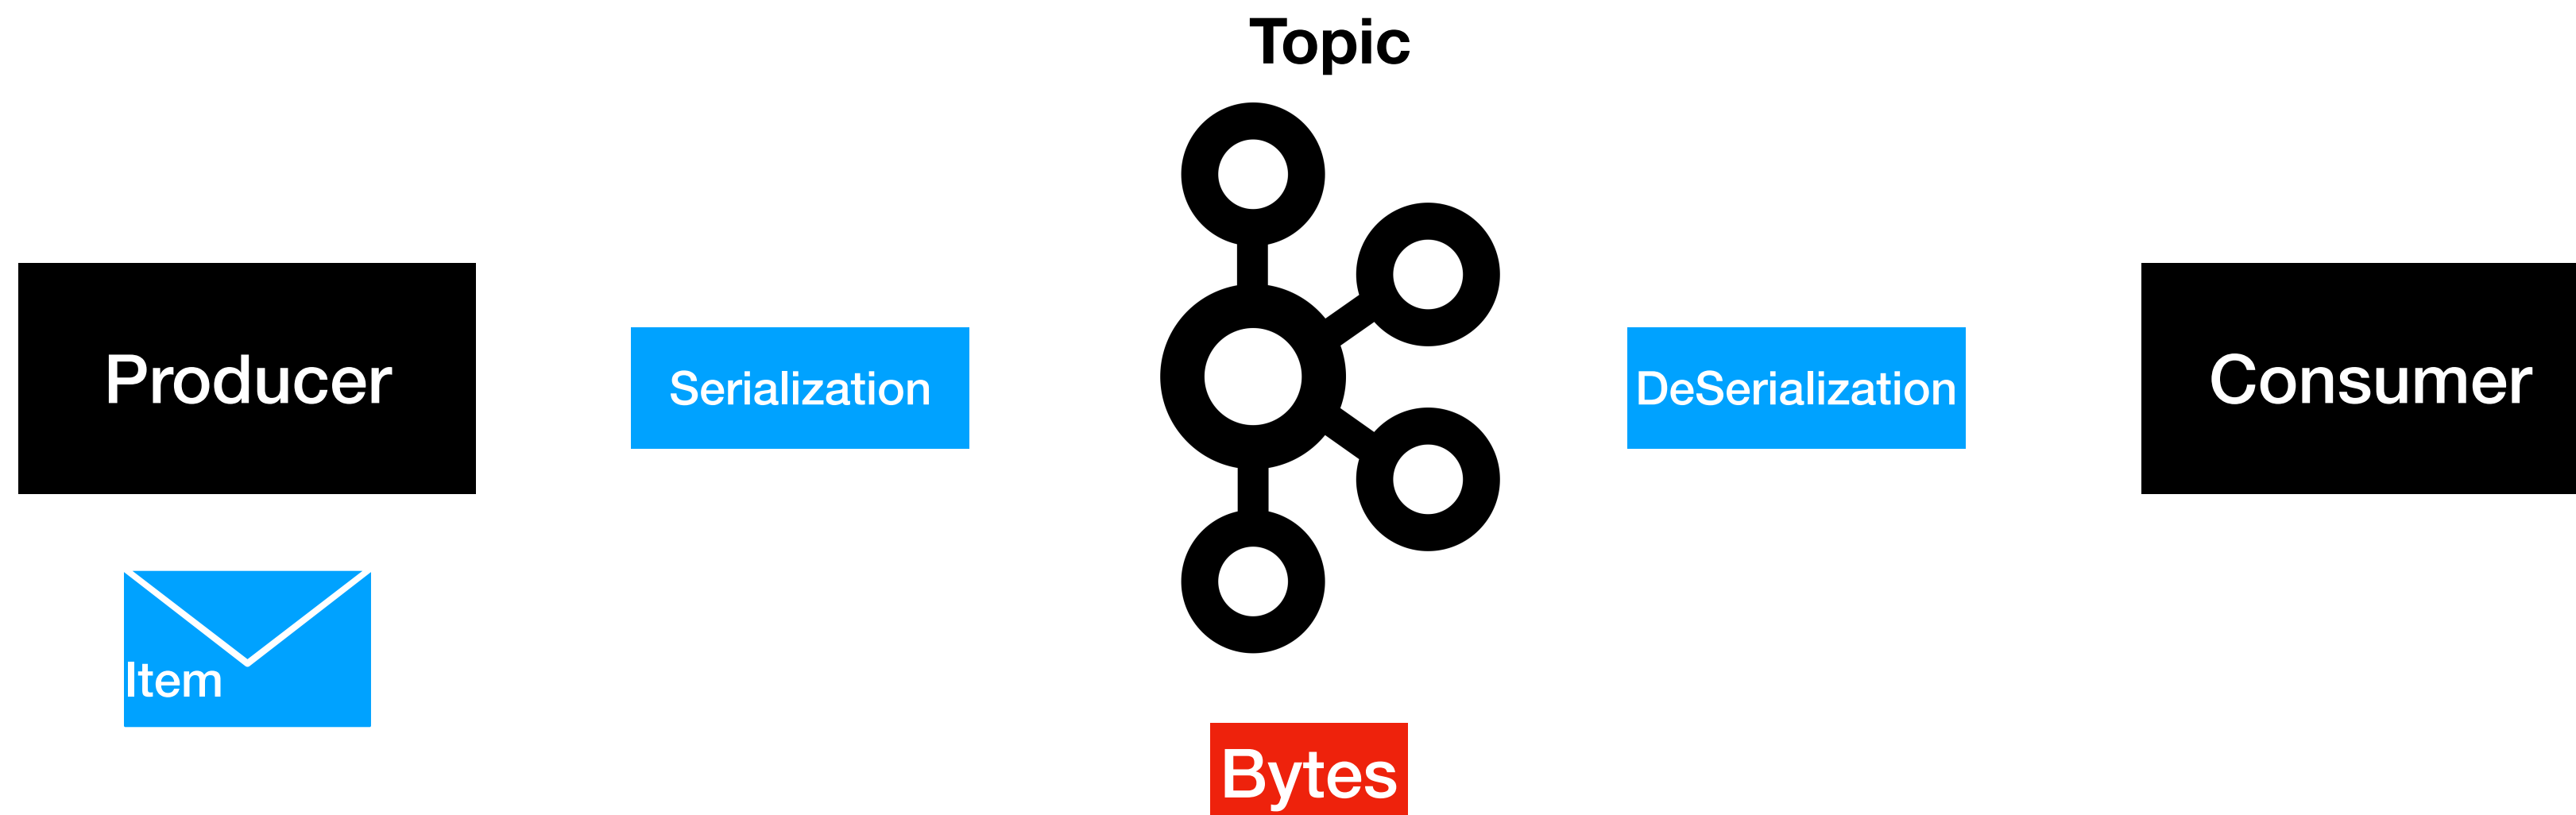 Topic
Producer
Serialization
DeSerialization
Consumer
Item
Bytes